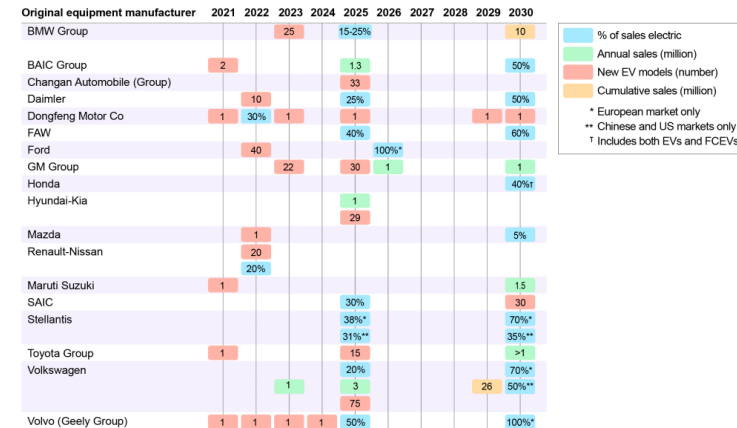 Original equipment manufacturer 2021 2022 2023 2024 2025 2026 2027 2028 2029 2030
BMW Group 25 15-25% 10
BAIC Group 2 1.3 50%
Changan Automobile (Group) 33
Daimler 10 25% 50%
Dongfeng Motor Co 1 30% 1 1 1 1
FAW 40% 60%
Ford 40 100%*
GM Group 22 30 1 1
Honda 40%†
Hyundai-Kia 1
29
Mazda 1 5%
Renault-Nissan 20
20%
Maruti Suzuki 1 1.5
SAIC 30% 30
Stellantis 38%* 70%*
31%** 35%**
Toyota Group 1 15 >1
Volkswagen 20% 70%*
1 3 26 50%**
75
Volvo (Geely Group) 1 1 1 1 50% 100%*
% of sales electric
Annual sales (million)
New EV models (number)
Cumulative sales (million)
* European market only
** Chinese and US markets only
† Includes both EVs and FCEVs